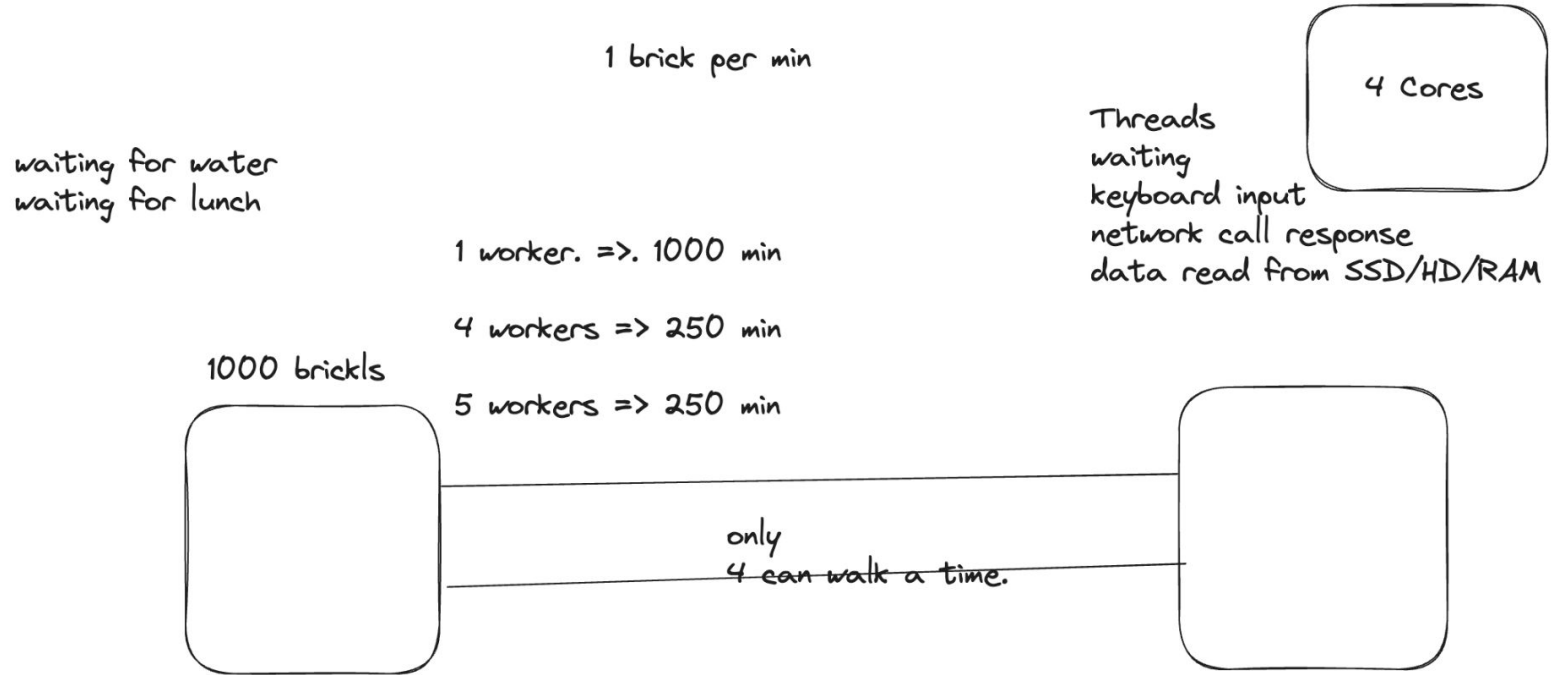 1 brick per min
4 Cores
waiting for water
waiting for lunch
Threads
waiting
keyboard input
network call response
data read from SSD/HD/RAM
1 worker. =>. 1000 min
4 workers => 250 min
5 workers => 250 min
1000 brickls
only
4 can walk a time.